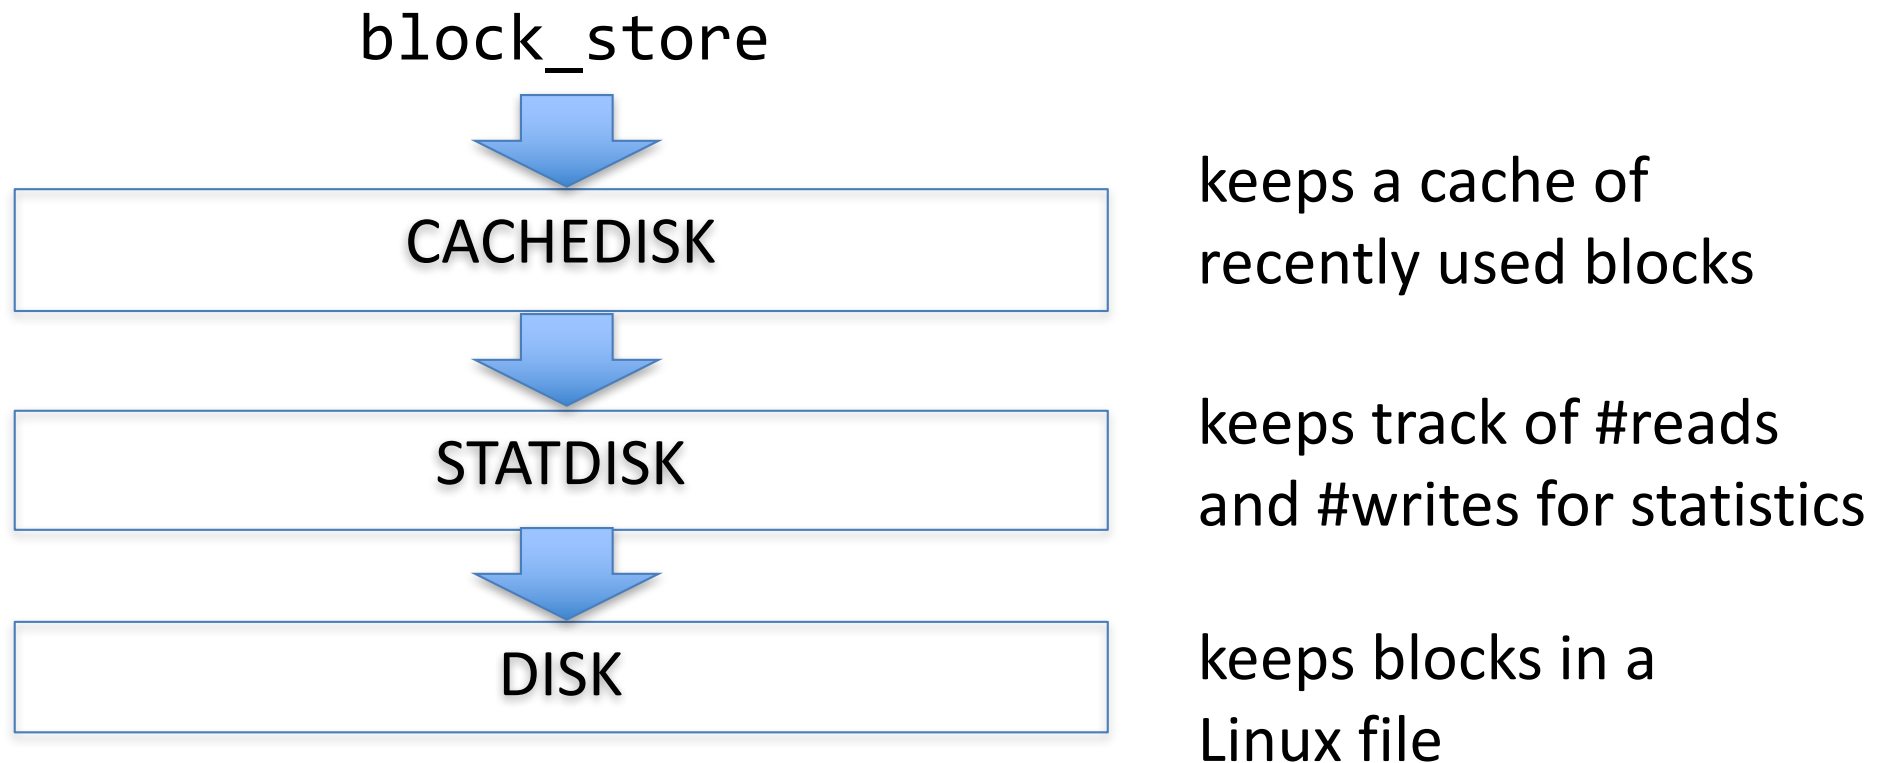 block_store
CACHEDISK
keeps a cache of
recently used blocks
STATDISK
keeps track of #reads
and #writes for statistics
DISK
keeps blocks in a
Linux file